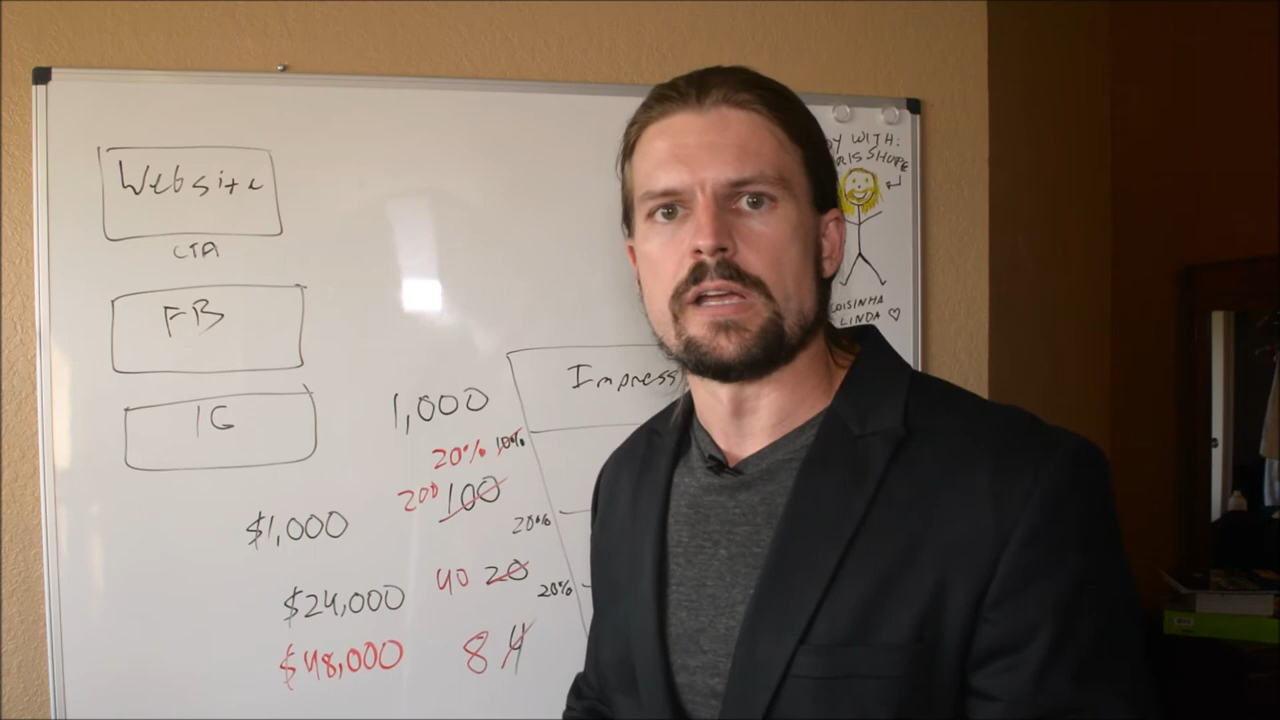 Website
CTA
FB
IG
Impress
1,000
20% 10%
200 100
$1,000
20%
40 20
20%
$24,000
8 4
$48,000
WITH:
COISINHA
LINDA ♡